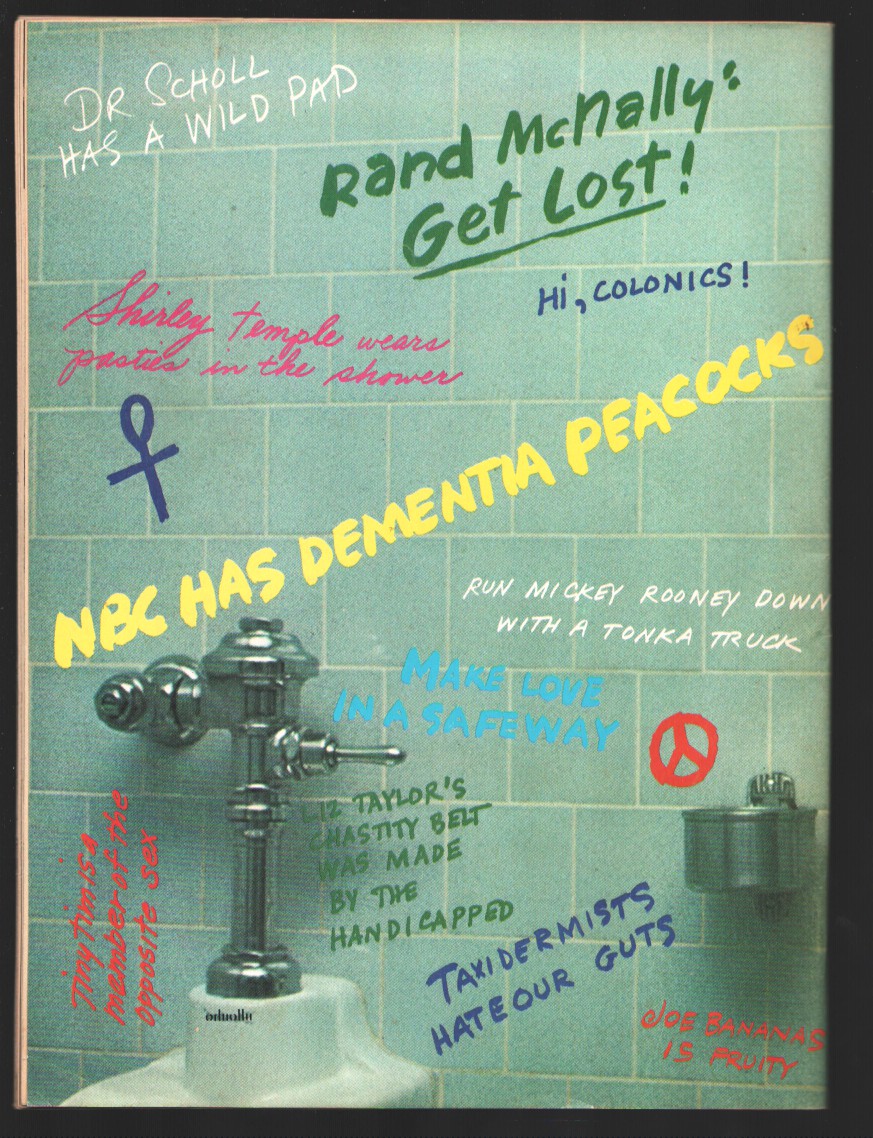 DR SCHOLL
HAS A WILD PAD
Rand McNally:
Get Lost!
Hi, COLONICS!
Shirley Temple wears
pasties in the shower
NBC HAS DEMENTIA PEACOCKS
RUN MICKEY ROONEY DOWN
WITH A TONKA TRUCK
MAKE LOVE
IN A SAFEWAY
LIZ TAYLOR'S
CHASTITY BELT
WAS MADE
BY THE
HANDICAPPED
Tiny Tim is a
member of the
opposite sex
TAXIDERMISTS
HATE OUR GUTS
JOE BANANAS
IS FRUITY